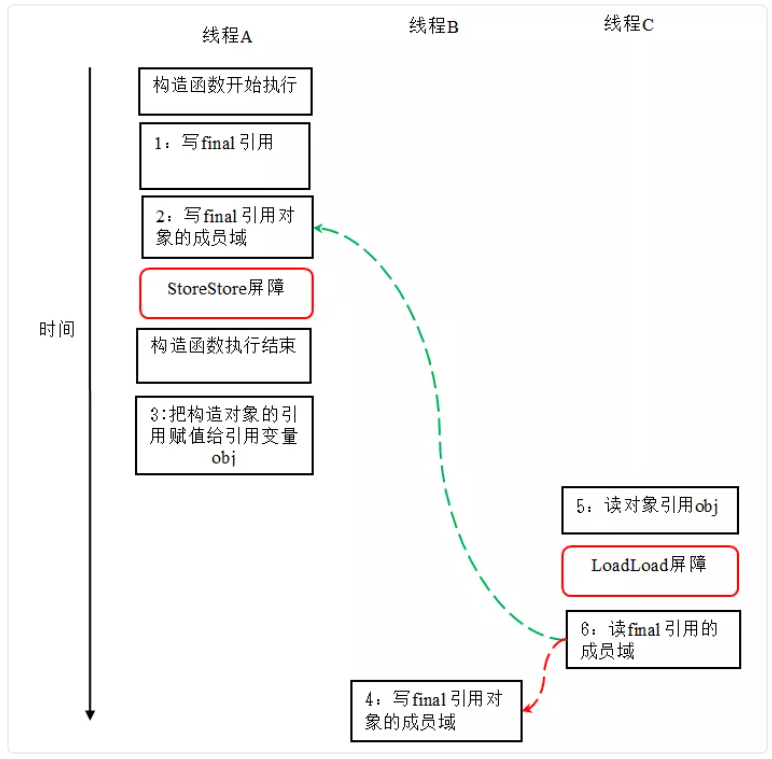 线程A
线程B
线程C
构造函数开始执行
1：写final引用
2：写final引用对
象的成员域
StoreStore屏障
时间
构造函数执行结束
3:把构造对象的引
用赋值给引用变量
obj
5：读对象引用obj
LoadLoad屏障
6：读final引用的
成员域
4：写final引用对
象的成员域